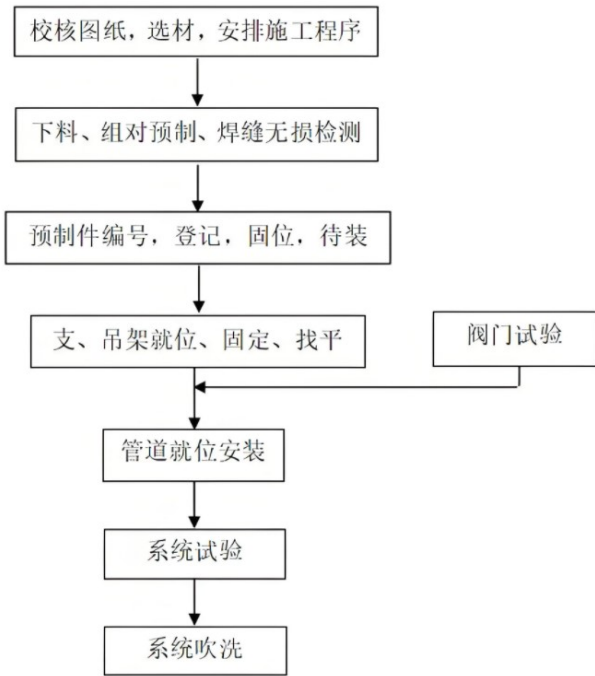 校核图纸，选材，安排施工程序
下料、组对预制、焊缝无损检测
预制件编号，登记，固位，待装
支、吊架就位、固定、找平
阀门试验
管道就位安装
系统试验
系统吹洗